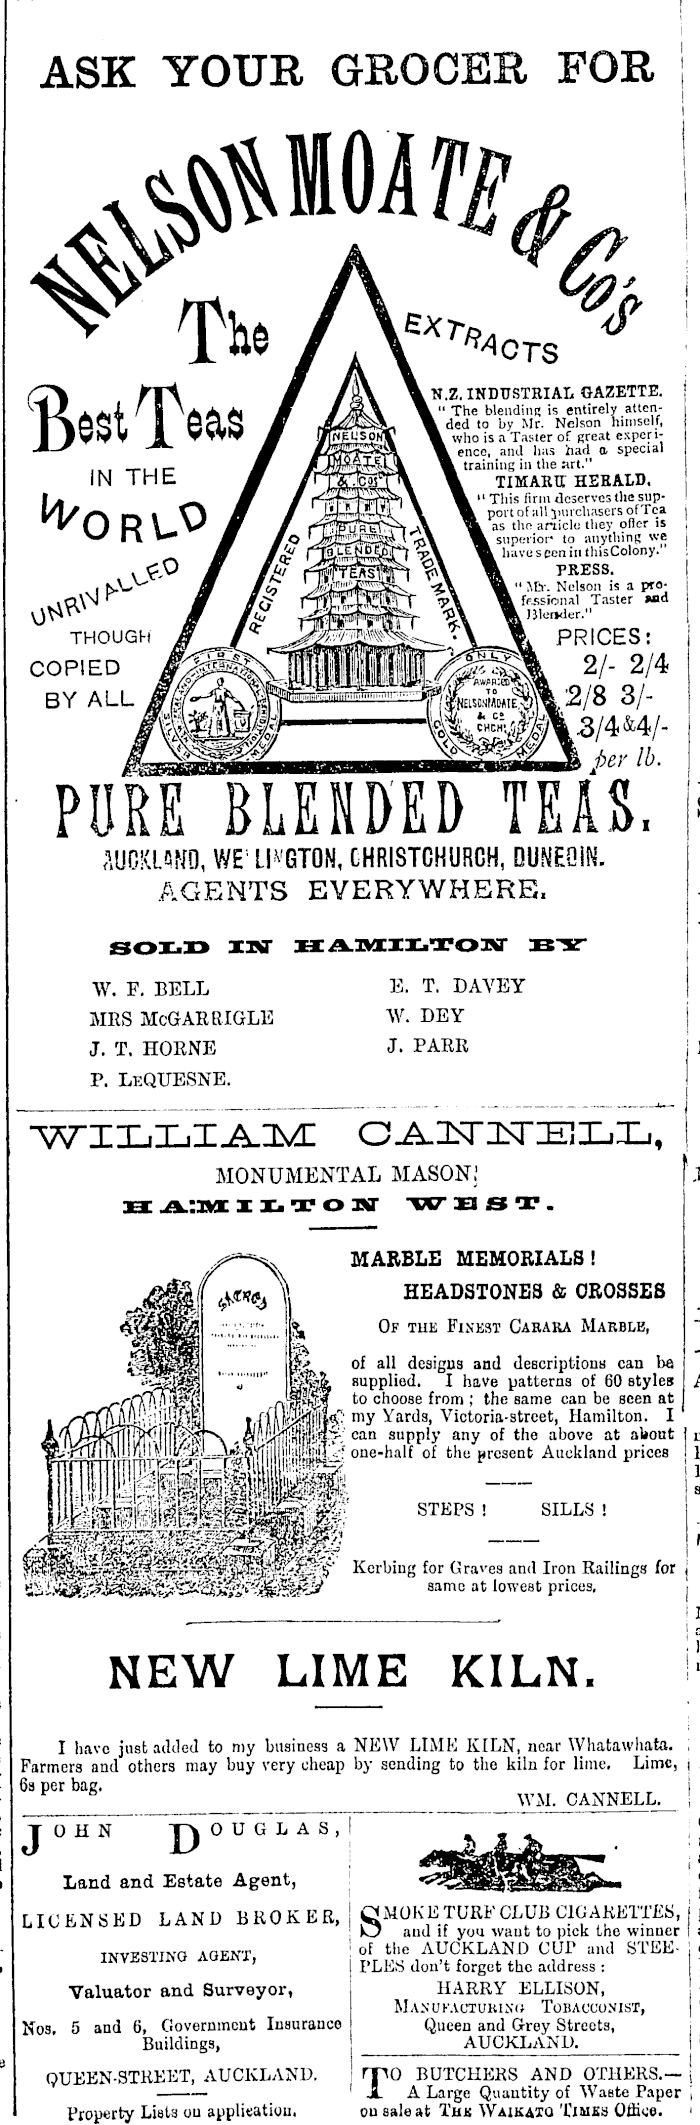 ASK YOUR GROCER FOR
NELSON MOATE & Co's
The
Best Teas
IN THE
WORLD
UNRIVALLED
THOUGH
COPIED
BY ALL
NELSON
MOATE
& Cos
PURE
BLENDED
TEAS
REGISTERED
TRADE MARK.
FIRST
SILVER
MEDAL
ONLY
GOLD
MEDAL
AWARDED
TO
NELSON MOATE
& Co
CHCH
EXTRACTS
N.Z. INDUSTRIAL GAZETTE.
"The blending is entirely atten-
ded to by Mr. Nelson himself,
who is a Taster of great experi-
ence, and has had a special
training in the art."
TIMARU HERALD.
"This firm deserves the sup-
port of all purchasers of Tea
as the article they offer is
superior to anything we
have seen in this Colony."
PRESS.
"Mr. Nelson is a pro-
fessional Taster and
Blender."
PRICES:
2/- 2/4
2/8 3/-
3/4 & 4/-
per lb.
PURE BLENDED TEAS.
AUCKLAND, WELLINGTON, CHRISTCHURCH, DUNEDIN.
AGENTS EVERYWHERE.
SOLD IN HAMILTON BY
W. F. BELL
MRS McGARRIGLE
J. T. HORNE
P. LeQUESNE.
E. T. DAVEY
W. DEY
J. PARR
WILLIAM CANNELL,
MONUMENTAL MASON,
HAMILTON WEST.
SACRED
MARBLE MEMORIALS!
HEADSTONES & CROSSES
OF THE FINEST CARARA MARBLE,
of all designs and descriptions can be
supplied. I have patterns of 60 styles
to choose from; the same can be seen at
my Yards, Victoria-street, Hamilton. I
can supply any of the above at about
one-half of the present Auckland prices
STEPS! SILLS!
Kerbing for Graves and Iron Railings for
same at lowest prices.
NEW LIME KILN.
I have just added to my business a NEW LIME KILN, near Whatawhata.
Farmers and others may buy very cheap by sending to the kiln for lime. Lime,
6s per bag.
WM. CANNELL.
JOHN DOUGLAS,
Land and Estate Agent,
LICENSED LAND BROKER,
INVESTING AGENT,
Valuator and Surveyor,
Nos. 5 and 6, Government Insurance
Buildings,
QUEEN-STREET, AUCKLAND.
Property Lists on application.
SMOKE TURF CLUB CIGARETTES,
and if you want to pick the winner
of the AUCKLAND CUP and STEE-
PLES don't forget the address:
HARRY ELLISON,
MANUFACTURING TOBACCONIST,
Queen and Grey Streets,
AUCKLAND.
TO BUTCHERS AND OTHERS.—
A Large Quantity of Waste Paper
on sale at THE WAIKATO TIMES Office.